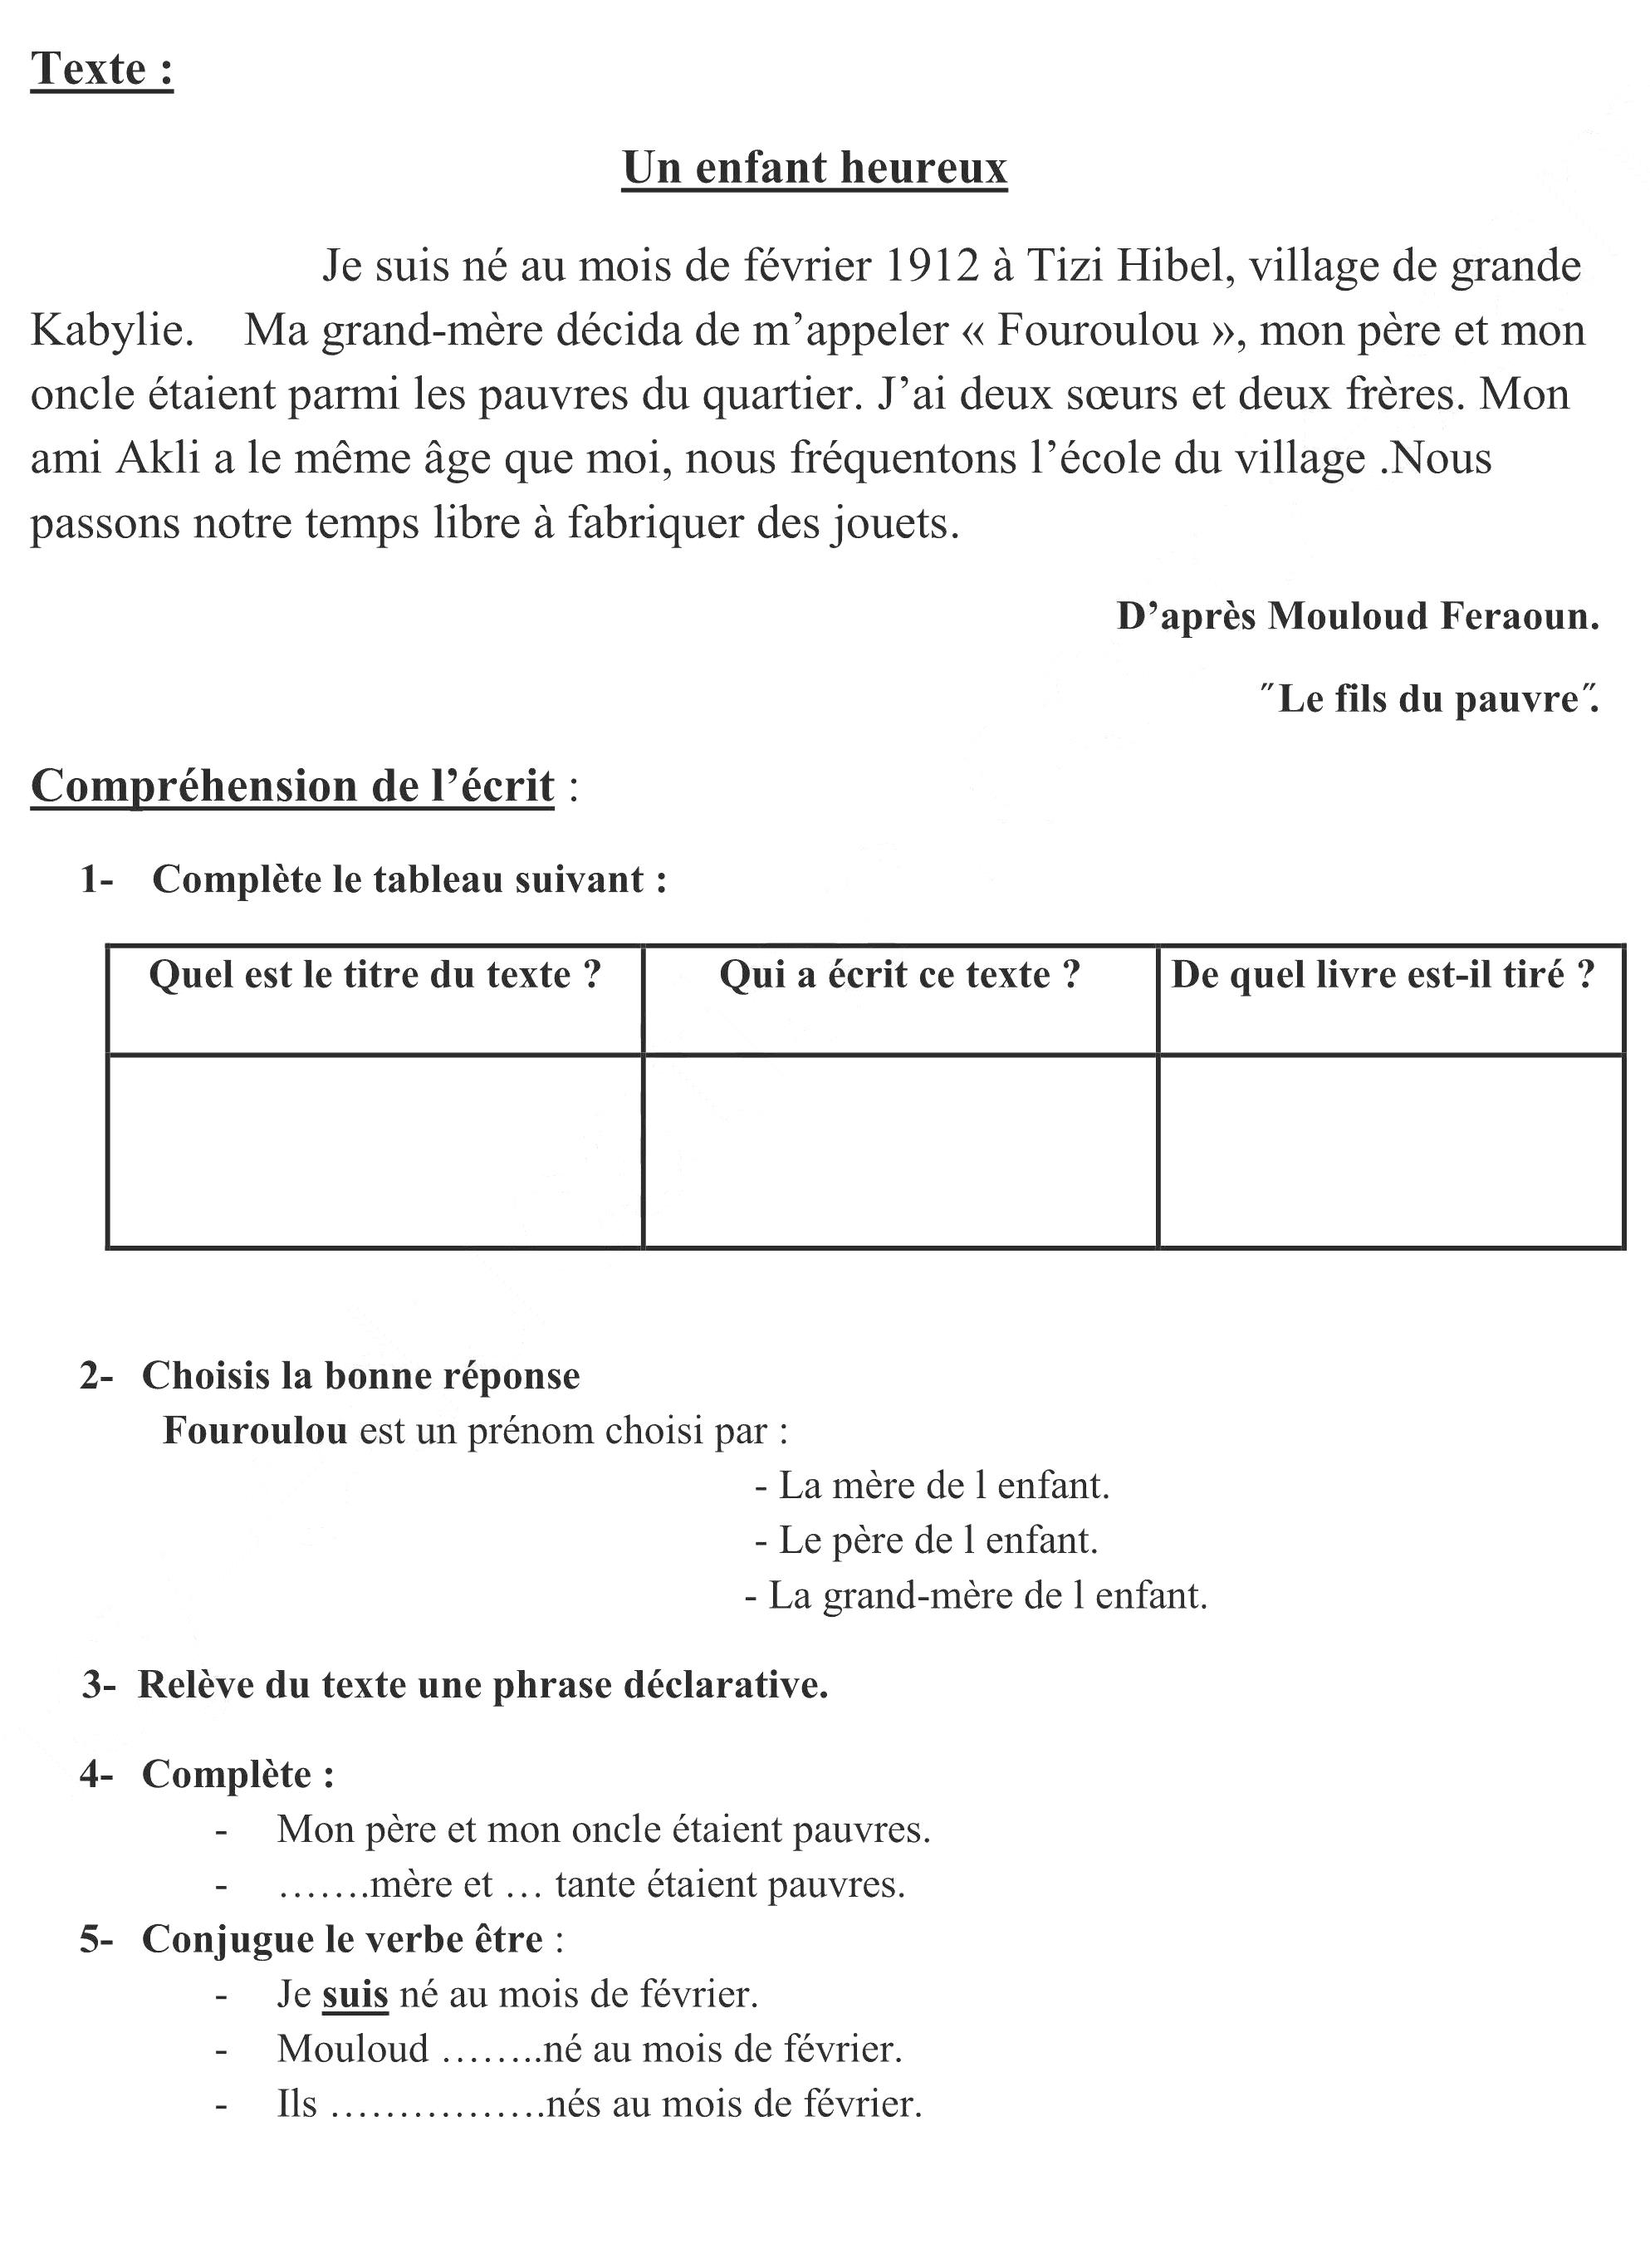 Texte :
Un enfant heureux
Je suis né au mois de février 1912 à Tizi Hibel, village de grande
Kabylie. Ma grand-mère décida de m’appeler « Fouroulou », mon père et mon
oncle étaient parmi les pauvres du quartier. J’ai deux sœurs et deux frères. Mon
ami Akli a le même âge que moi, nous fréquentons l’école du village .Nous
passons notre temps libre à fabriquer des jouets.
D’après Mouloud Feraoun.
″Le fils du pauvre″.
Compréhension de l’écrit :
1- Complète le tableau suivant :
Quel est le titre du texte ? Qui a écrit ce texte ? De quel livre est-il tiré ?
2- Choisis la bonne réponse
Fouroulou est un prénom choisi par :
- La mère de l enfant.
- Le père de l enfant.
- La grand-mère de l enfant.
3- Relève du texte une phrase déclarative.
4- Complète :
- Mon père et mon oncle étaient pauvres.
- …….mère et … tante étaient pauvres.
5- Conjugue le verbe être :
- Je suis né au mois de février.
- Mouloud ……..né au mois de février.
- Ils …………….nés au mois de février.